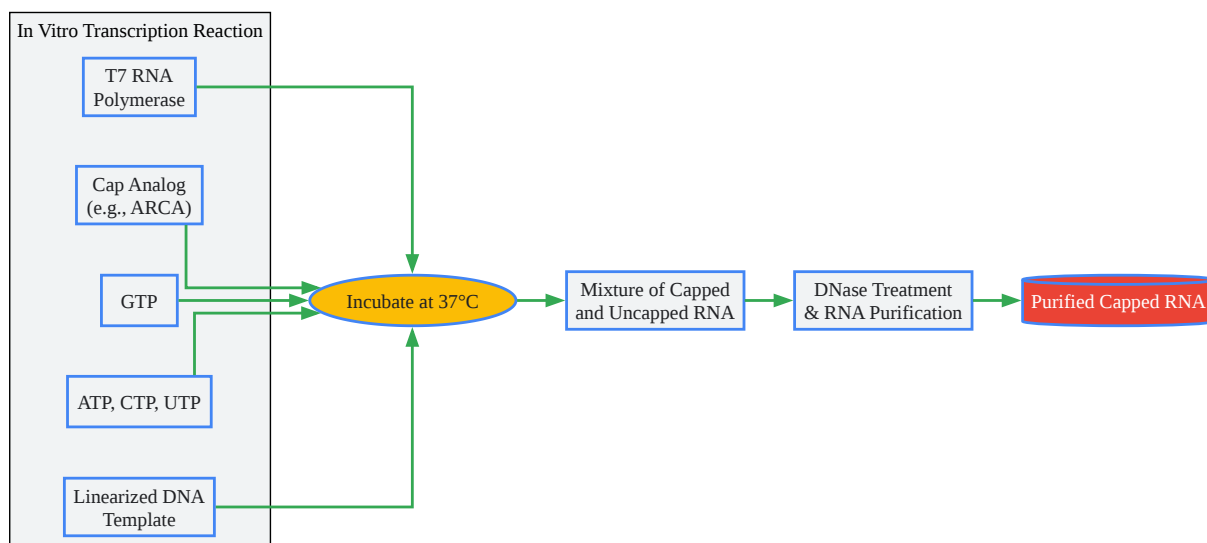 In Vitro Transcription Reaction
T7 RNA
Polymerase
Cap Analog
(e.g., ARCA)
GTP
ATP, CTP, UTP
Linearized DNA
Template
Incubate at 37°C
Mixture of Capped
and Uncapped RNA
DNase Treatment
& RNA Purification
Purified Capped RNA